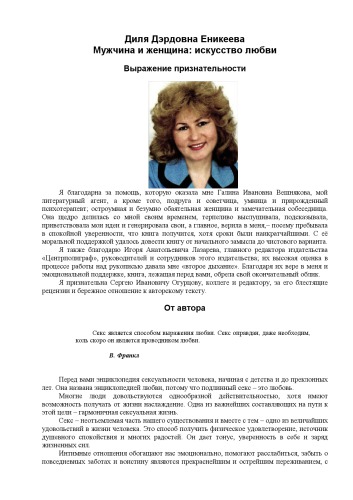 Диля Дэрдовна Еникеева
Мужчина и женщина: искусство любви
Выражение признательности
Я благодарна за помощь, которую оказала мне Галина Ивановна Вешнякова, мой
литературный агент, а кроме того, подруга и советчица, умница и прирожденный
психотерапевт, остроумная и безумно обаятельная женщина и замечательная собеседница.
Она щедро делилась со мной своим временем, терпеливо выслушивала, подсказывала,
приветствовала мои идеи и генерировала свои, а главное, верила в меня,– посему пребывала
в спокойной уверенности, что книга получится, хотя сроки были наикратчайшими. С её
моральной поддержкой удалось довести книгу от начального замысла до чистового варианта.
Я также благодарю Игоря Анатольевича Лазарева, главного редактора издательства
«Центрполиграф», руководителей и сотрудников этого издательства; их высокая оценка в
процессе работы над рукописью давала мне «второе дыхание». Благодаря их вере в меня и
эмоциональной поддержке, книга, лежащая перед вами, обрела свой окончательный облик.
Я признательна Сергею Ивановичу Огурцову, коллеге и редактору, за его блестящие
рецензии и бережное отношение к авторскому тексту.
От автора
Секс является способом выражения любви. Секс оправдан, даже необходим,
коль скоро он является проводником любви.
В. Франкл
Перед вами энциклопедия сексуальности человека, начиная с детства и до преклонных
лет. Она названа энциклопедией любви, потому что подлинный секс – это любовь.
Многие люди довольствуются однообразной действительностью, хотя имеют
возможность получать от жизни наслаждение. Одна из важнейших составляющих на пути к
этой цели – гармоничная сексуальная жизнь.
Секс – неотъемлемая часть нашего существования и вместе с тем – одно из величайших
удовольствий в жизни человека. Это способ получить физическое удовлетворение, источник
душевного спокойствия и многих радостей. Он дает тонус, уверенность в себе и заряд
жизненных сил.
Интимные отношения обогащают нас эмоционально, помогают расслабиться, забыть о
повседневных заботах и воистину являются прекраснейшим и острейшим переживанием, с